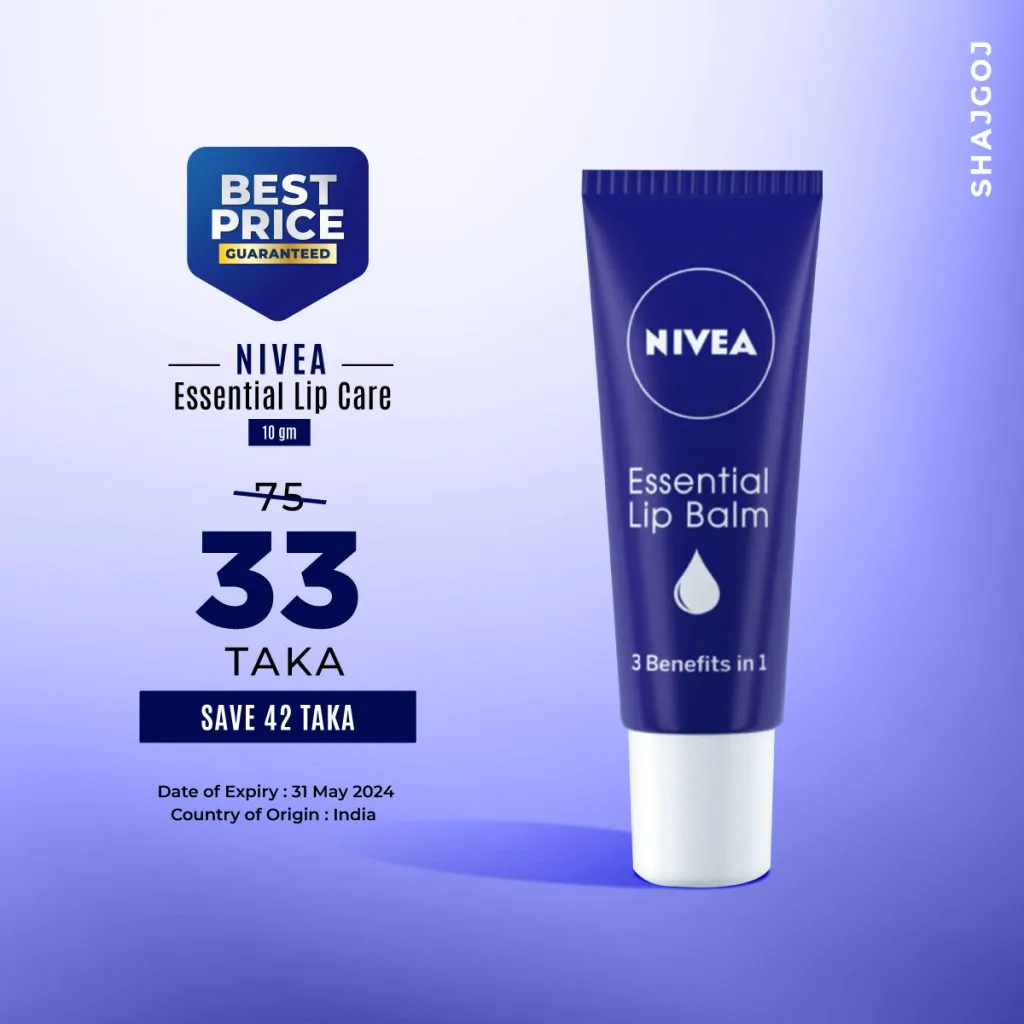 SHAJGOJ
BEST
PRICE
GUARANTEED
NIVEA
Essential Lip Care
10 gm
75
33
TAKA
SAVE 42 TAKA
Date of Expiry : 31 May 2024
Country of Origin : India
NIVEA
Essential
Lip Balm
3 Benefits in 1